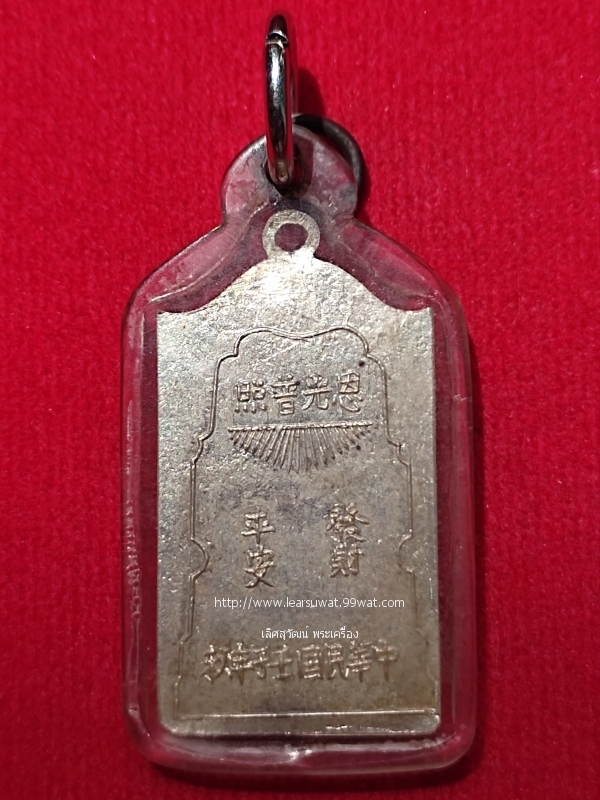 恩光普照
發財
平安
http://www.learsuwat.99wat.com
เลิศสุวัฒน์ พระเครื่อง
中華民國壬子年秋